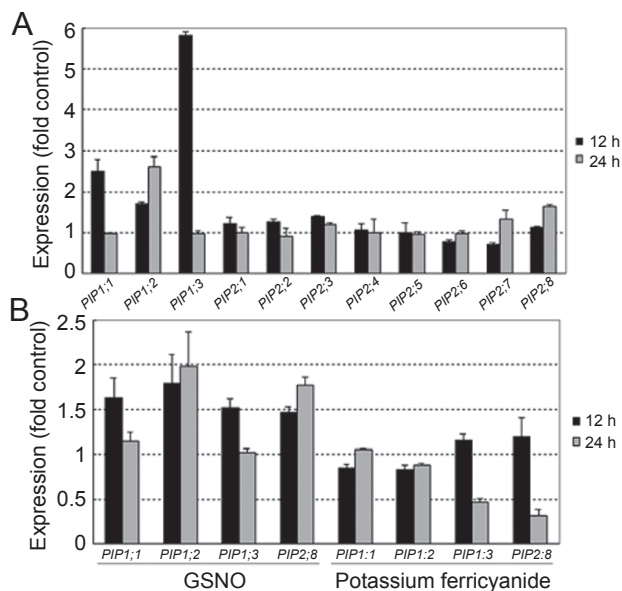 A
Expression (fold control)
6
5
4
3
2
1
0
12 h
24 h
PIP1;1 PIP1;2 PIP1;3 PIP2;1 PIP2;2 PIP2;3 PIP2;4 PIP2;5 PIP2;6 PIP2;7 PIP2;8
B
Expression (fold control)
2.5
2
1.5
1
0.5
0
12 h
24 h
PIP1;1 PIP1;2 PIP1;3 PIP2;8 PIP1:1 PIP1:2 PIP1:3 PIP2:8
GSNO Potassium ferricyanide